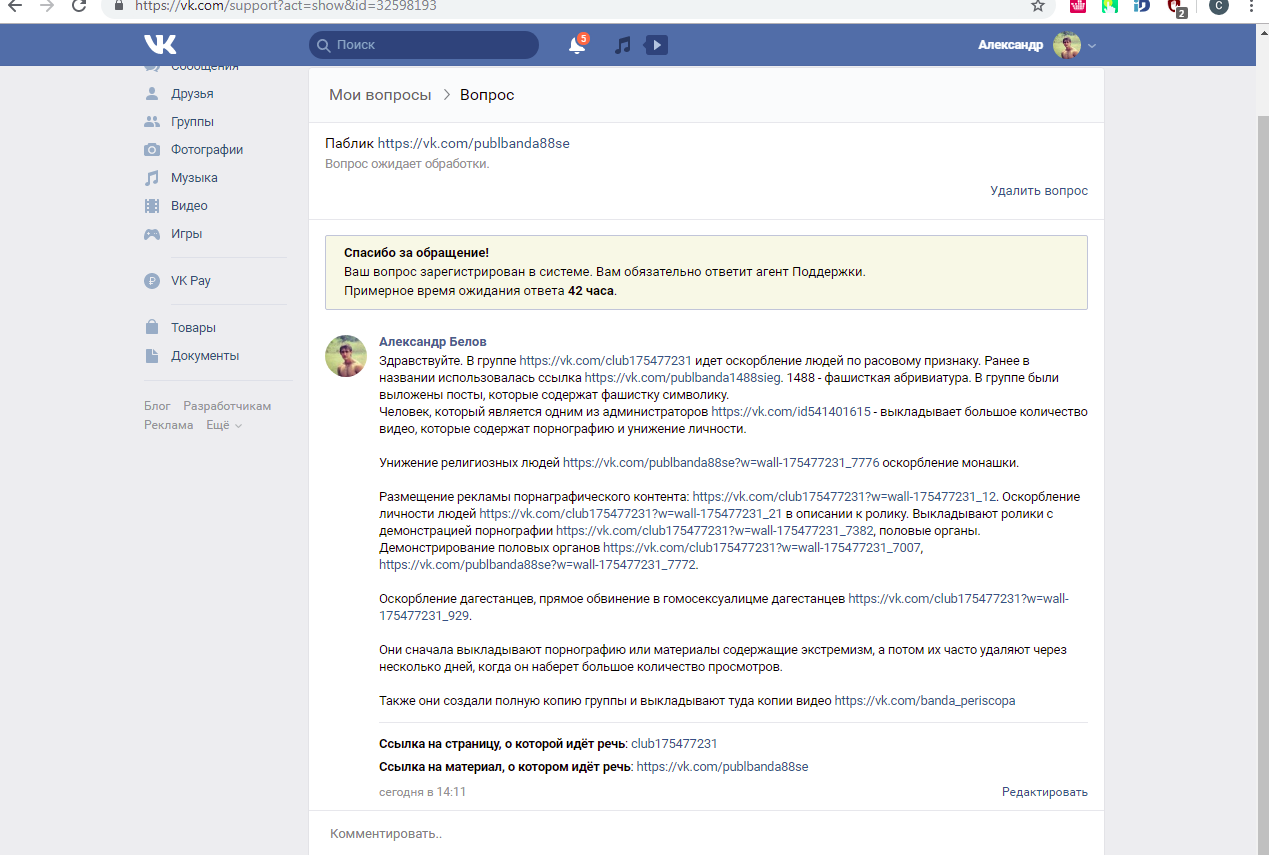 https://vk.com/support?act=show&id=32598193
2
C
Поиск
5
Александр
Сообщения
Друзья
Группы
Фотографии
Музыка
Видео
Игры
VK Pay
Товары
Документы
Блог Разработчикам
Реклама Ещё
Мои вопросы Вопрос
Паблик https://vk.com/publbanda88se
Вопрос ожидает обработки.
Удалить вопрос
Спасибо за обращение!
Ваш вопрос зарегистрирован в системе. Вам обязательно ответит агент Поддержки.
Примерное время ожидания ответа 42 часа.
Александр Белов
Здравствуйте. В группе https://vk.com/club175477231 идет оскорбление людей по расовому признаку. Ранее в
названии использовалась ссылка https://vk.com/publbanda1488sieg. 1488 - фашисткая абривиатура. В группе были
выложены посты, которые содержат фашистку символику.
Человек, который является одним из администраторов https://vk.com/id541401615 - выкладывает большое количество
видео, которые содержат порнографию и унижение личности.
Унижение религиозных людей https://vk.com/publbanda88se?w=wall-175477231_7776 оскорбление монашки.
Размещение рекламы порнаграфического контента: https://vk.com/club175477231?w=wall-175477231_12. Оскорбление
личности людей https://vk.com/club175477231?w=wall-175477231_21 в описании к ролику. Выкладывают ролики с
демонстрацией порнографии https://vk.com/club175477231?w=wall-175477231_7382, половые органы.
Демонстрирование половых органов https://vk.com/club175477231?w=wall-175477231_7007,
https://vk.com/publbanda88se?w=wall-175477231_7772.
Оскорбление дагестанцев, прямое обвинение в гомосексуалицме дагестанцев https://vk.com/club175477231?w=wall-
175477231_929.
Они сначала выкладывают порнографию или материалы содержащие экстремизм, а потом их часто удаляют через
несколько дней, когда он наберет большое количество просмотров.
Также они создали полную копию группы и выкладывают туда копии видео https://vk.com/banda_periscopa
Ссылка на страницу, о которой идёт речь: club175477231
Ссылка на материал, о котором идёт речь: https://vk.com/publbanda88se
сегодня в 14:11
Редактировать
Комментировать..